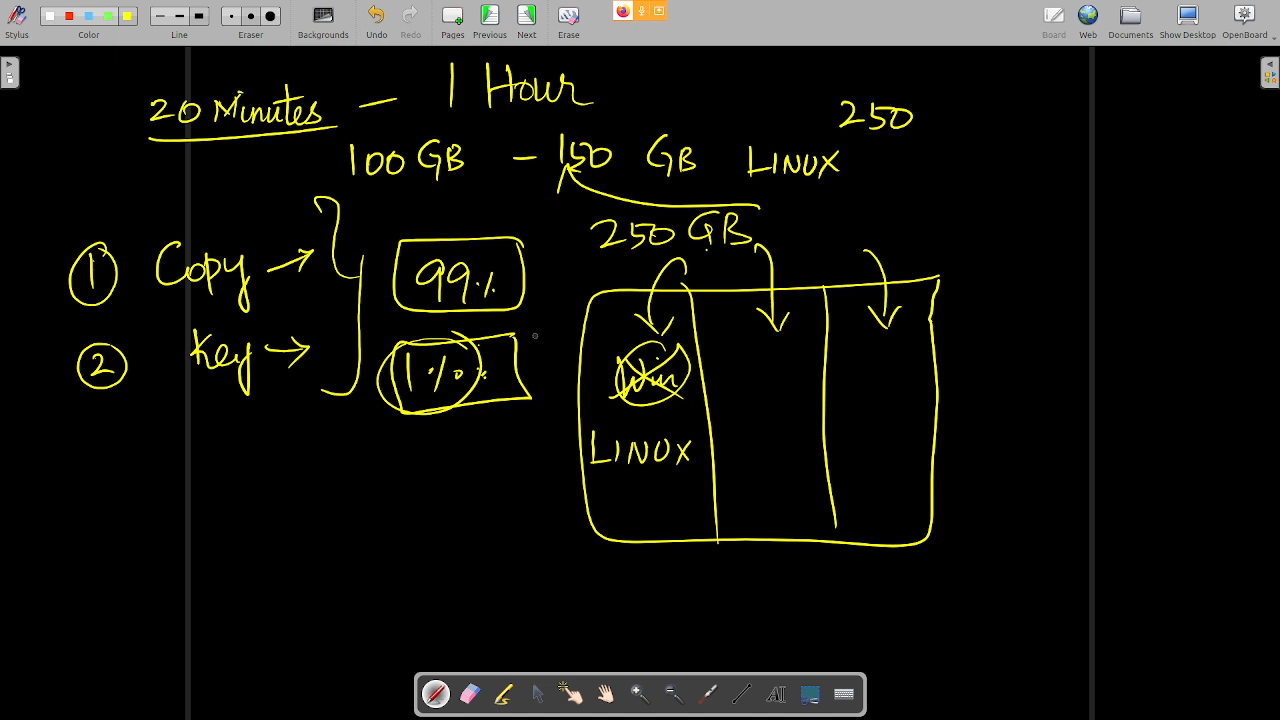 Stylus Color Line Eraser Backgrounds Undo Redo Pages Previous Next Erase Board Web Documents Show Desktop OpenBoard
20 Minutes — 1 Hour
250
100 GB - 150 GB LINUX
250 GB
① Copy → 99%
② Key → 1%
Win
LINUX
AI